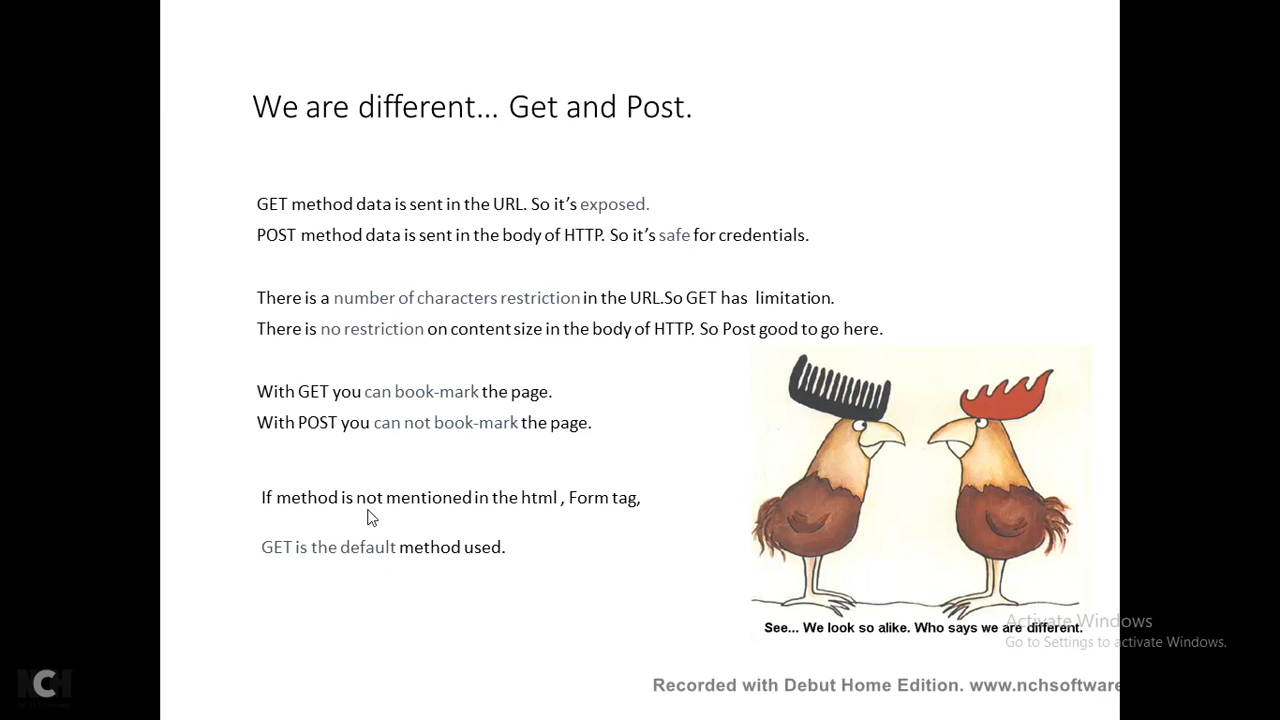 We are different... Get and Post.
GET method data is sent in the URL. So it's exposed.
POST method data is sent in the body of HTTP. So it's safe for credentials.
There is a number of characters restriction in the URL.So GET has limitation.
There is no restriction on content size in the body of HTTP. So Post good to go here.
With GET you can book-mark the page.
With POST you can not book-mark the page.
If method is not mentioned in the html , Form tag,
GET is the default method used.
See... We look so alike. Who says we are different.
Activate Windows
Go to Settings to activate Windows.
NCH
Recorded with Debut Home Edition. www.nchsoftware